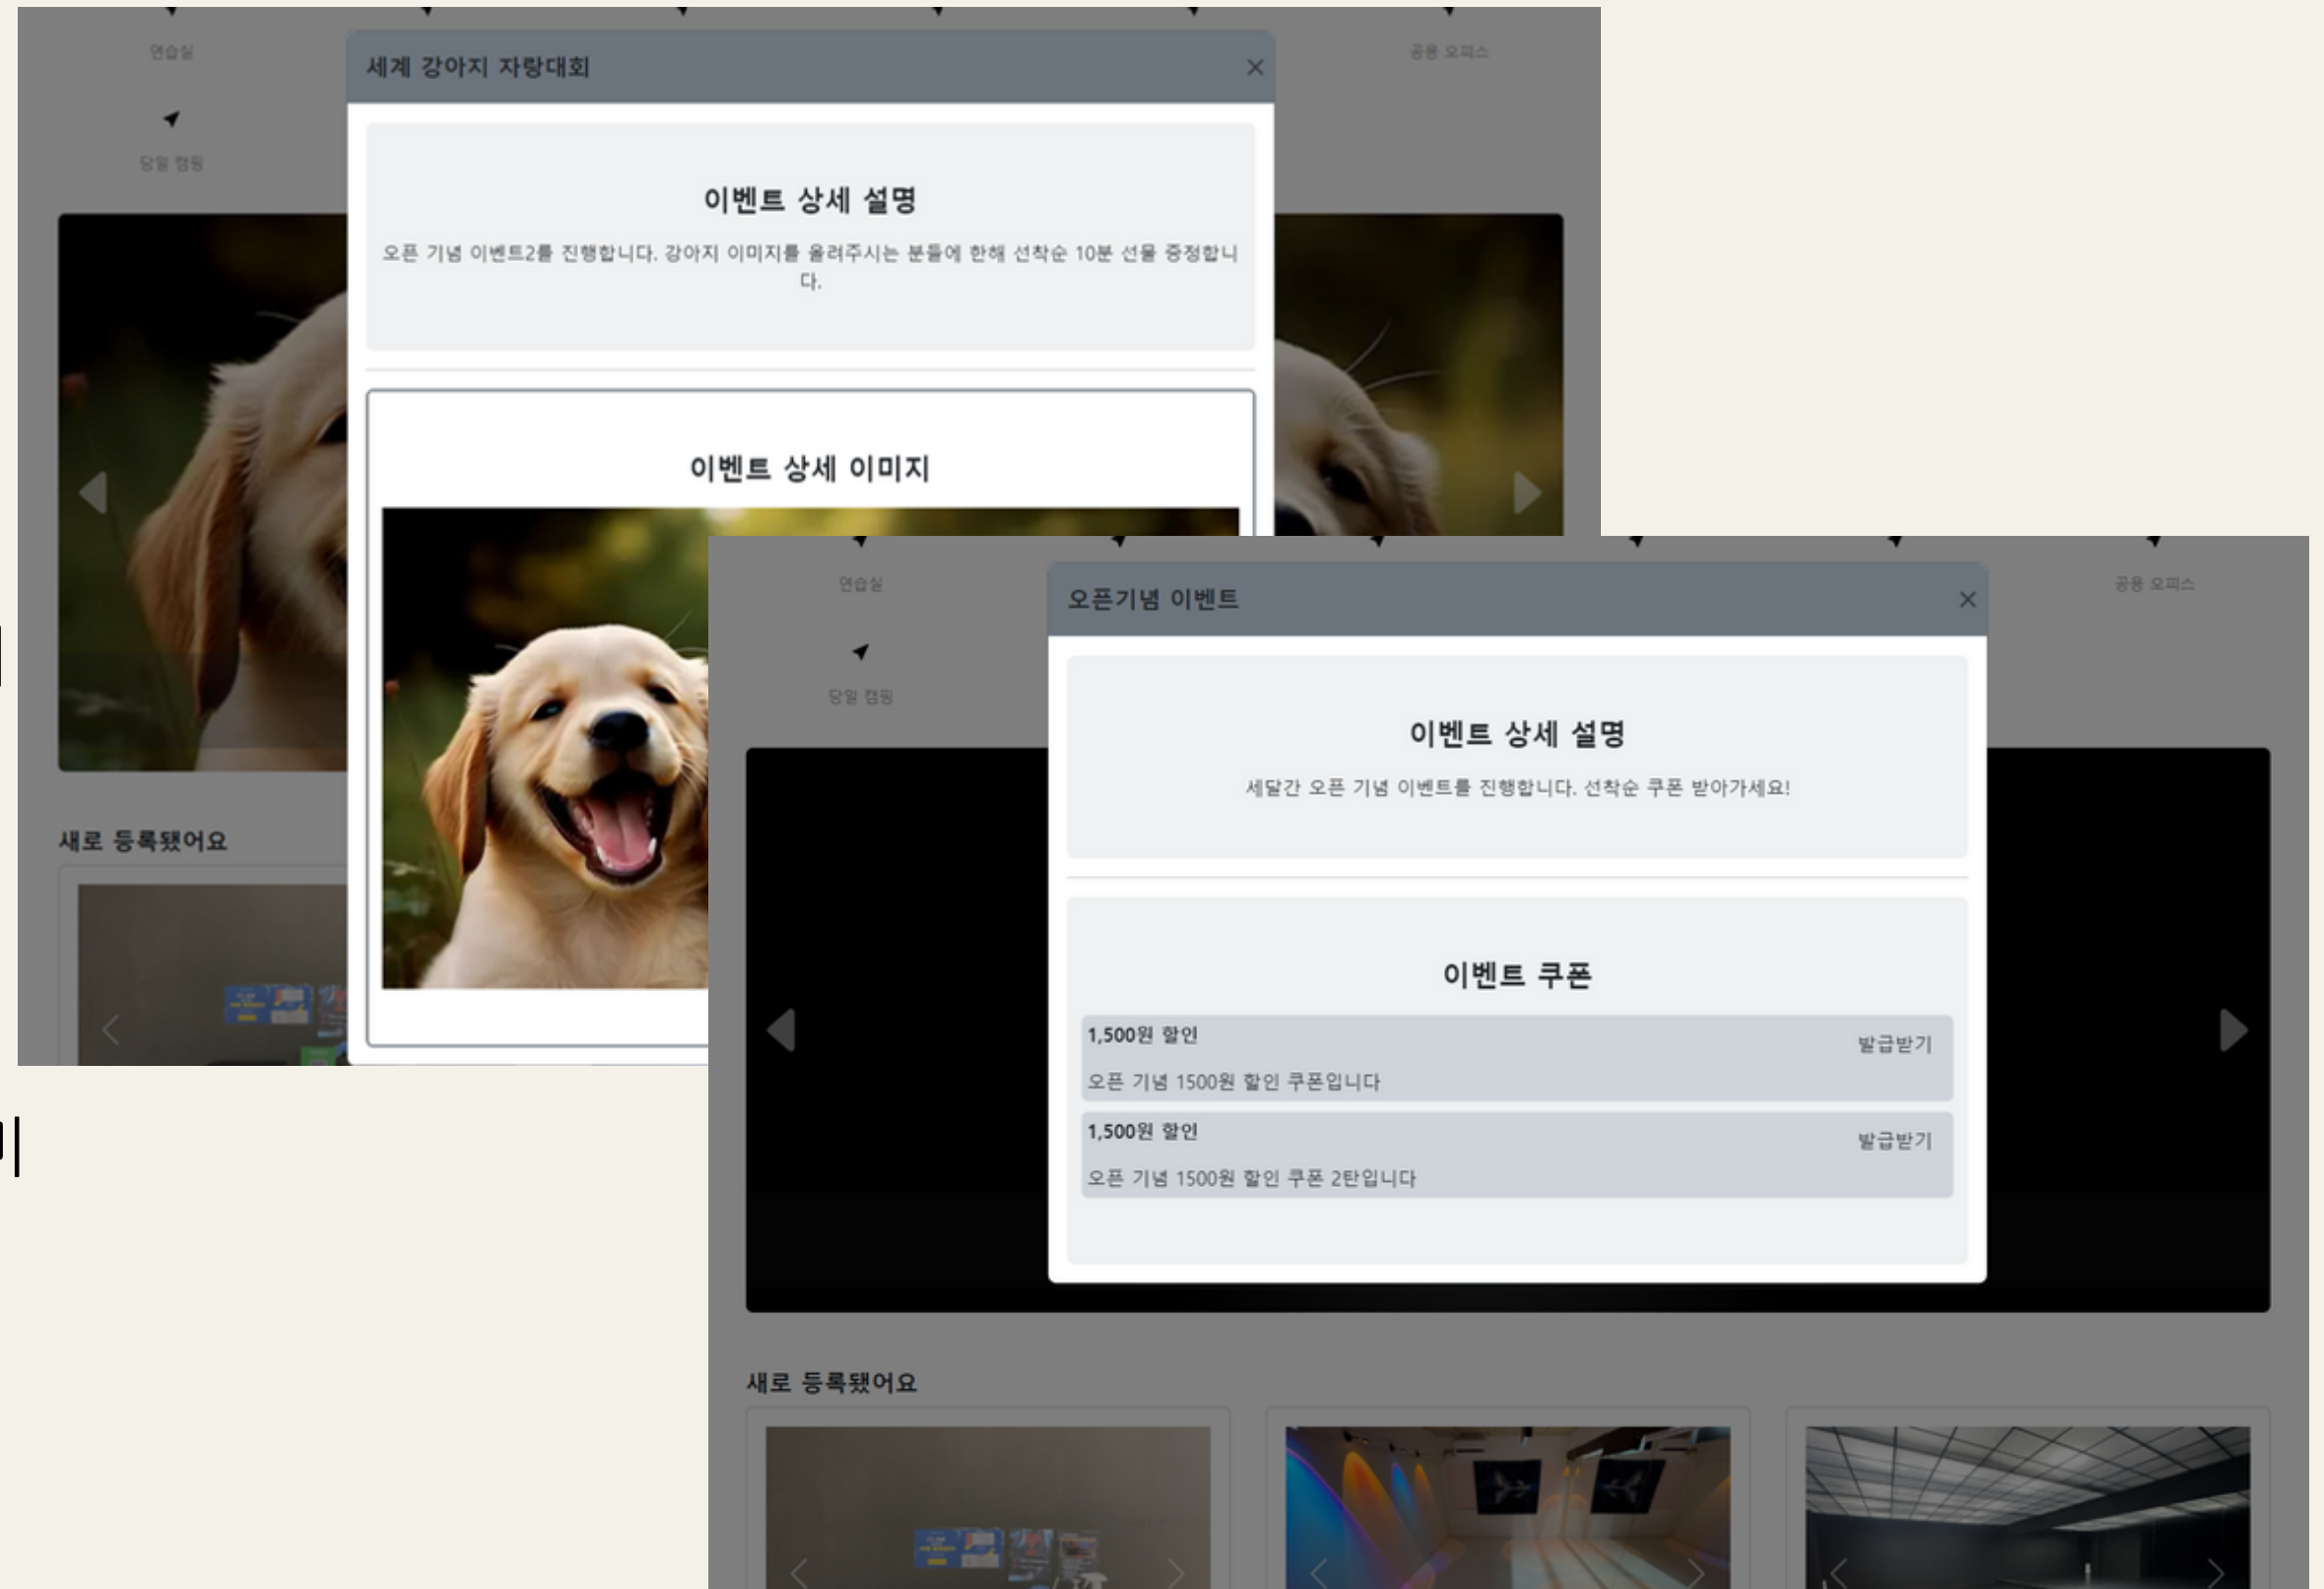 연습실
공용 오피스
세계 강아지 자랑대회
당일 캠핑
이벤트 상세 설명
오픈 기념 이벤트2를 진행합니다. 강아지 이미지를 올려주시는 분들에 한해 선착순 10분 선물 증정합니
다.
이벤트 상세 이미지
새로 등록됐어요
연습실
공용 오피스
오픈기념 이벤트
당일 캠핑
이벤트 상세 설명
세달간 오픈 기념 이벤트를 진행합니다. 선착순 쿠폰 받아가세요!
이벤트 쿠폰
1,500원 할인
발급받기
오픈 기념 1500원 할인 쿠폰입니다
1,500원 할인
발급받기
오픈 기념 1500원 할인 쿠폰 2탄입니다
새로 등록됐어요